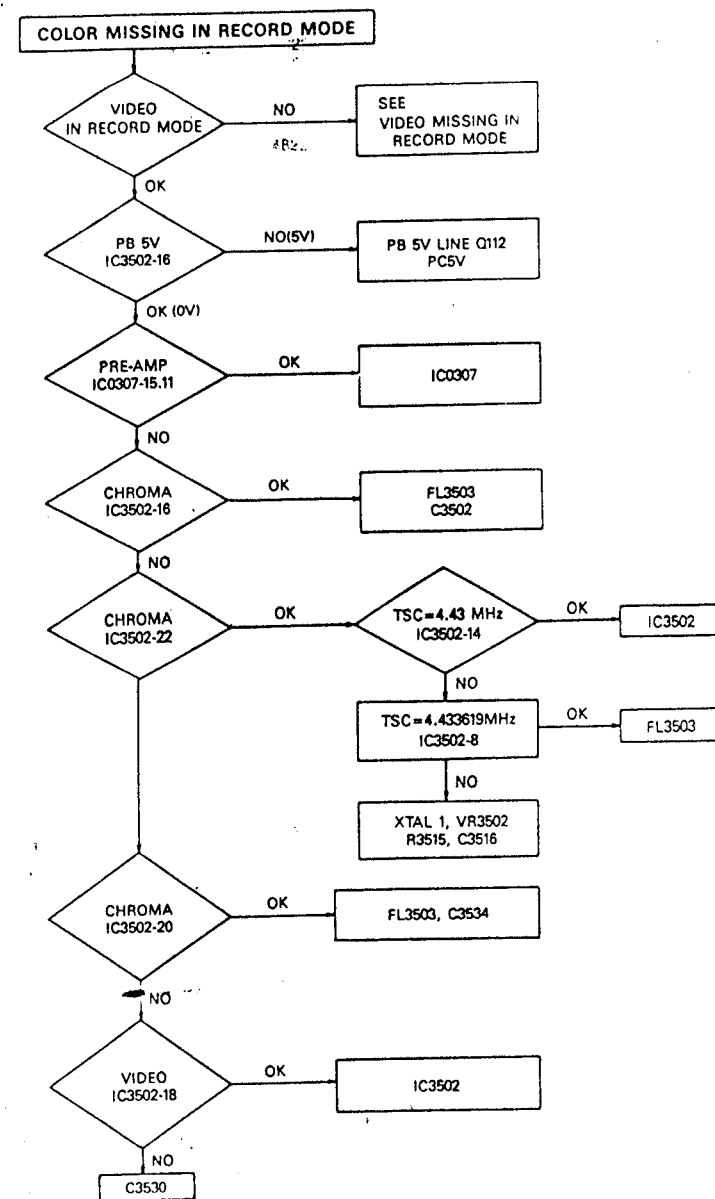 COLOR MISSING IN RECORD MODE
VIDEO
IN RECORD MODE
NO
SEE
VIDEO MISSING IN
RECORD MODE
OK
PB 5V
IC3502-16
NO(5V)
PB 5V LINE Q112
PC5V
OK (0V)
PRE-AMP
IC0307-15.11
OK
IC0307
NO
CHROMA
IC3502-16
OK
FL3503
C3502
NO
CHROMA
IC3502-22
OK
TSC=4.43 MHz
IC3502-14
OK
IC3502
NO
TSC=4.433619MHz
IC3502-8
OK
FL3503
NO
XTAL 1, VR3502
R3515, C3516
CHROMA
IC3502-20
OK
FL3503, C3534
NO
VIDEO
IC3502-18
OK
IC3502
NO
C3530